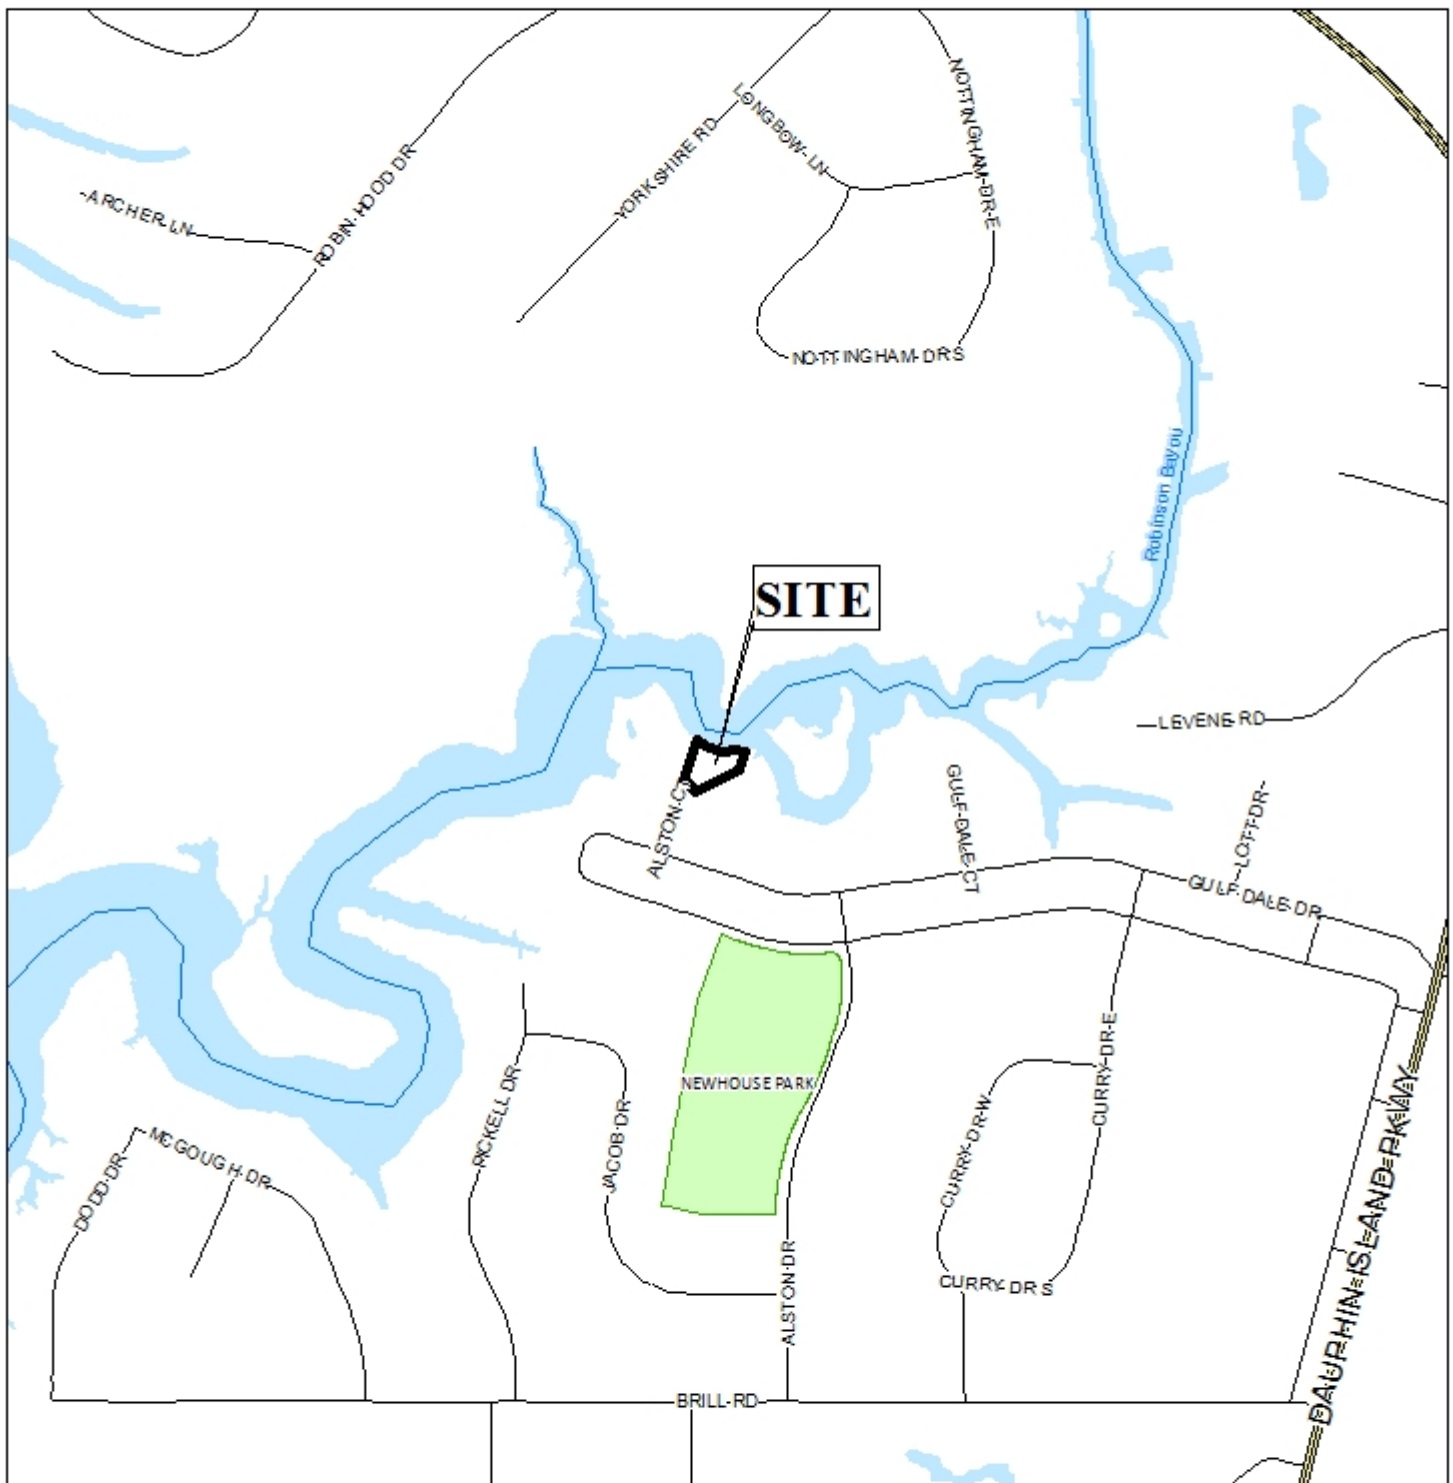 NOTTINGHAM DR E
LONGBOW LN
YORKSHIRE RD
ROBIN HOOD DR
ARCHER LN
NOTTINGHAM DR S
Robinson Bayou
SITE
LEVENE RD
ALSTON CT
GULF DALE CT
LOTT DR
GULF DALE DR
NEWHOUSE PARK
RICKELL DR
JACOB DR
CURRY DR W
CURRY DR E
MCGOUGH DR
DODD DR
DAUPHIN ISLAND PKWY
ALSTON DR
CURRY DR S
BRILL RD